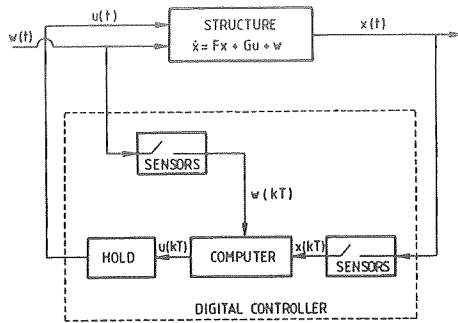 u(t)
STRUCTURE
x(t)
w(t)
ẋ = Fx + Gu + w
SENSORS
w(kT)
HOLD
u(kT)
COMPUTER
x(kT)
SENSORS
DIGITAL CONTROLLER